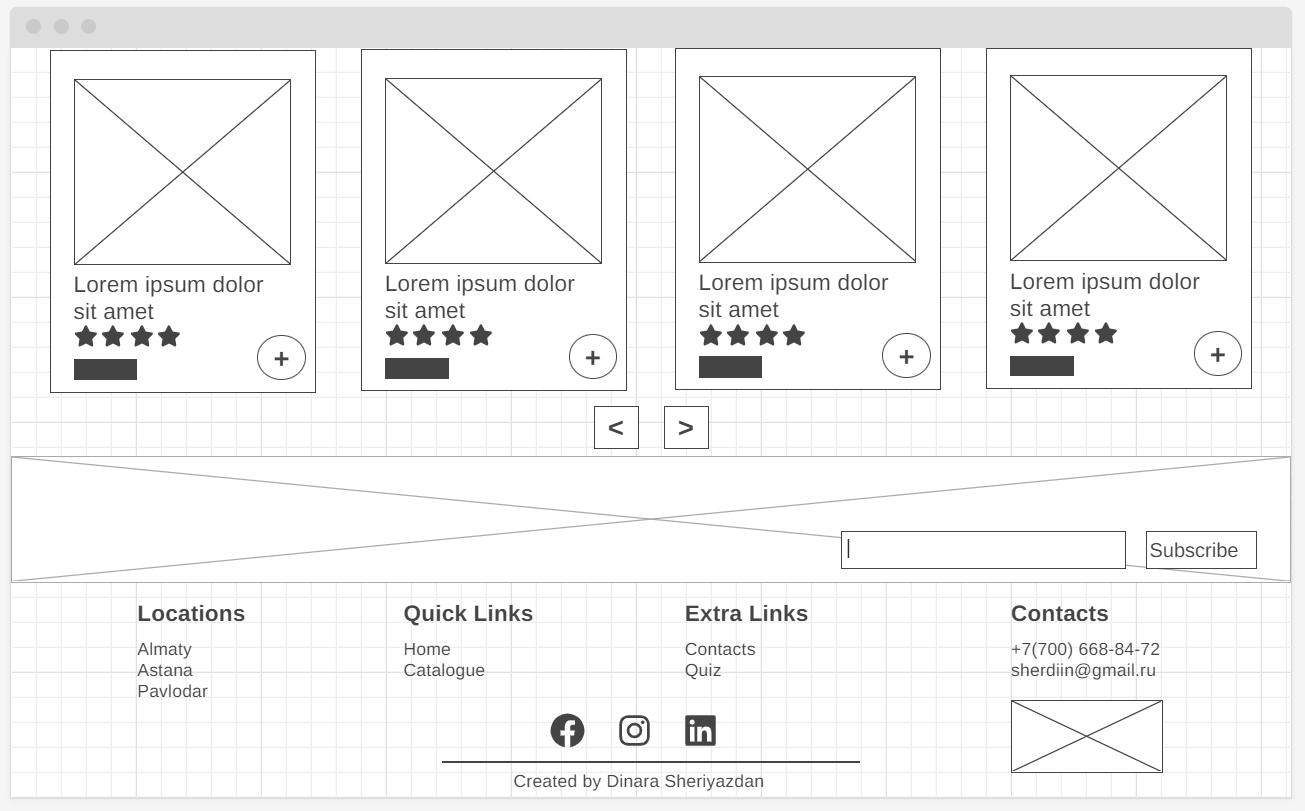 Lorem ipsum dolor
sit amet
+
Lorem ipsum dolor
sit amet
+
Lorem ipsum dolor
sit amet
+
Lorem ipsum dolor
sit amet
+
< >
Subscribe
Locations
Almaty
Astana
Pavlodar
Quick Links
Home
Catalogue
Extra Links
Contacts
Quiz
Contacts
+7(700) 668-84-72
sherdiin@gmail.ru
Created by Dinara Sheriyazdan